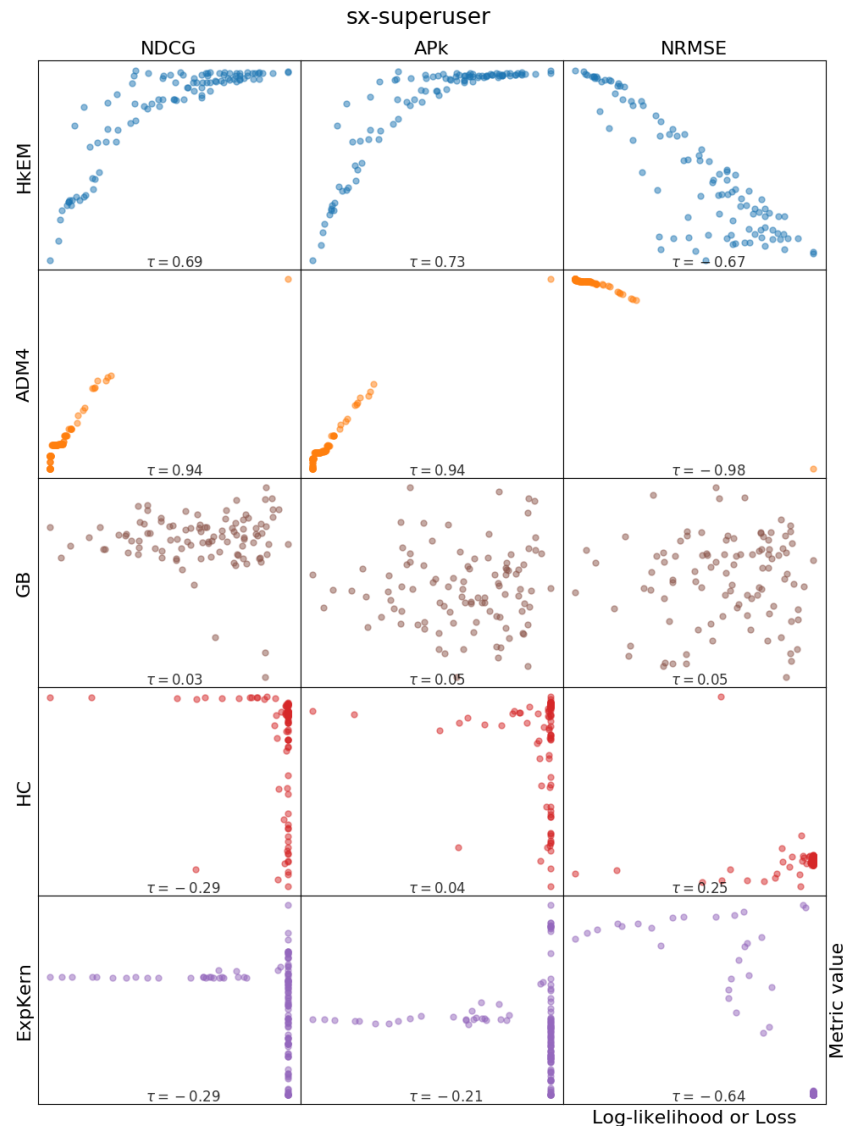 sx-superuser
NDCG
APk
NRMSE
HkEM
τ = 0.69
τ = 0.73
τ = −0.67
ADM4
τ = 0.94
τ = 0.94
τ = −0.98
GB
τ = 0.03
τ = 0.05
τ = 0.05
HC
τ = −0.29
τ = 0.04
τ = 0.25
ExpKern
τ = −0.29
τ = −0.21
τ = −0.64
Metric value
Log-likelihood or Loss